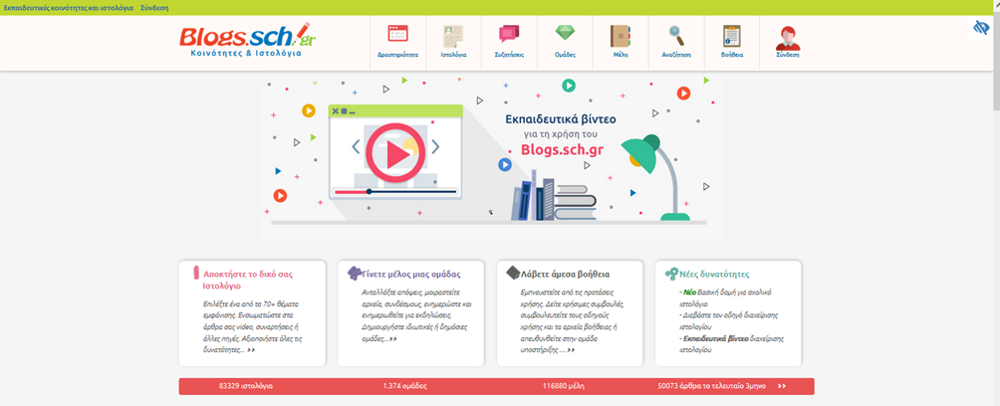 Εκπαιδευτικές κοινότητες και ιστολόγια Σύνδεση
Blogs.sch.gr
Κοινότητες & Ιστολόγια
Δραστηριότητα Ιστολόγια Συζητήσεις Ομάδες Μέλη Αναζήτηση Βοήθεια Σύνδεση
Εκπαιδευτικά βίντεο
για τη χρήση του
Blogs.sch.gr
Αποκτήστε το δικό σας
Ιστολόγιο
Επιλέξτε ένα από τα 70+ θέματα
εμφάνισης. Ενσωματώστε στα
άρθρα σας video, συναρτήσεις ή
άλλες πηγές. Αξιοποιήστε όλες τις
δυνατότητες... >>
Γίνετε μέλος μιας ομάδας
Ανταλλάξτε απόψεις, μοιραστείτε
αρχεία, συνδέσμους, ενημερώστε και
ενημερωθείτε για εκδηλώσεις.
Δημιουργήστε ιδιωτικές ή δημόσιες
ομάδες...>>
Λάβετε άμεσα βοήθεια
Εμπνευστείτε από τις προτάσεις
χρήσης. Δείτε χρήσιμες συμβουλές,
συμβουλευτείτε τους οδηγούς
χρήσης και τα αρχεία βοήθειας ή
απευθυνθείτε στην ομάδα
υποστήριξης ....>>
Νέες δυνατότητες
- Νέο Βασική δομή για σχολικό
ιστολόγιο
- Διαβάστε τον οδηγό διαχείρισης
ιστολογίου
- Εκπαιδευτικά βίντεο διαχείρισης
ιστολογίου
83329 ιστολόγια 1.374 ομάδες 116880 μέλη 50073 άρθρα το τελευταίο 3μηνο >>